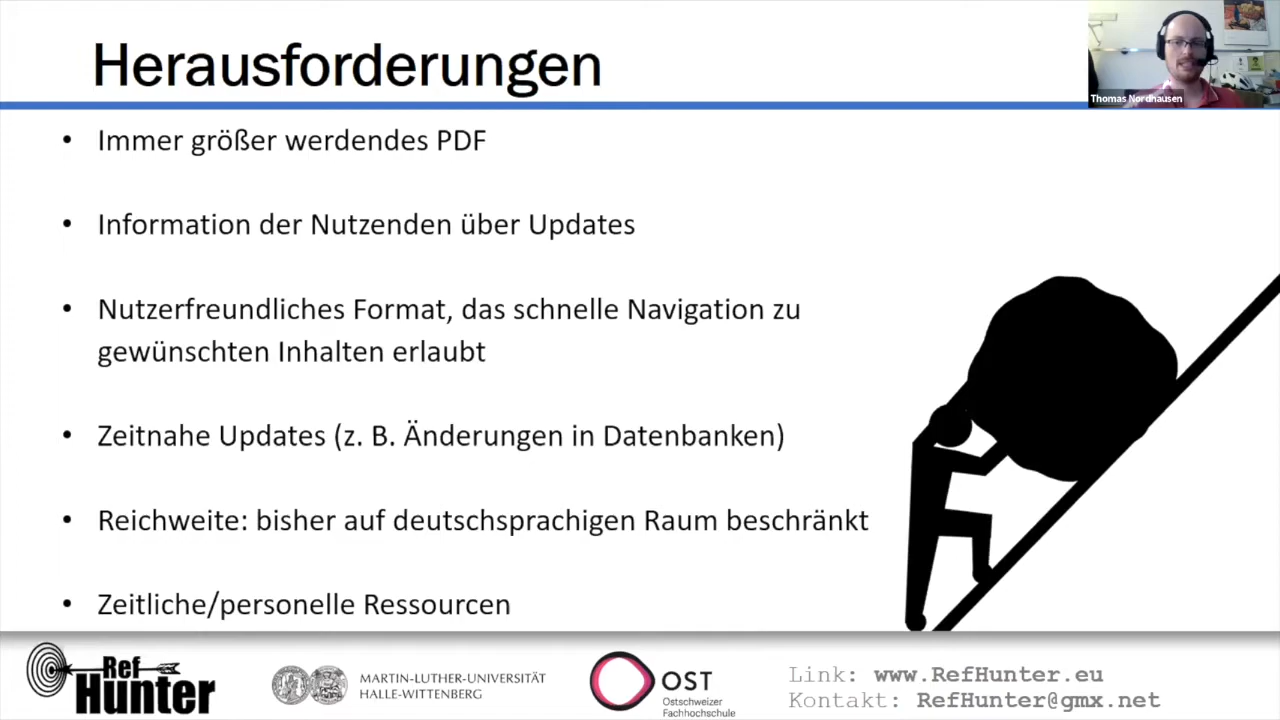 Herausforderungen
Thomas Nordhausen
• Immer größer werdendes PDF
• Information der Nutzenden über Updates
• Nutzerfreundliches Format, das schnelle Navigation zu
gewünschten Inhalten erlaubt
• Zeitnahe Updates (z. B. Änderungen in Datenbanken)
• Reichweite: bisher auf deutschsprachigen Raum beschränkt
• Zeitliche/personelle Ressourcen
Ref
Hunter
MARTIN-LUTHER-UNIVERSITÄT
HALLE-WITTENBERG
OST
Ostschweizer
Fachhochschule
Link: www.RefHunter.eu
Kontakt: RefHunter@gmx.net